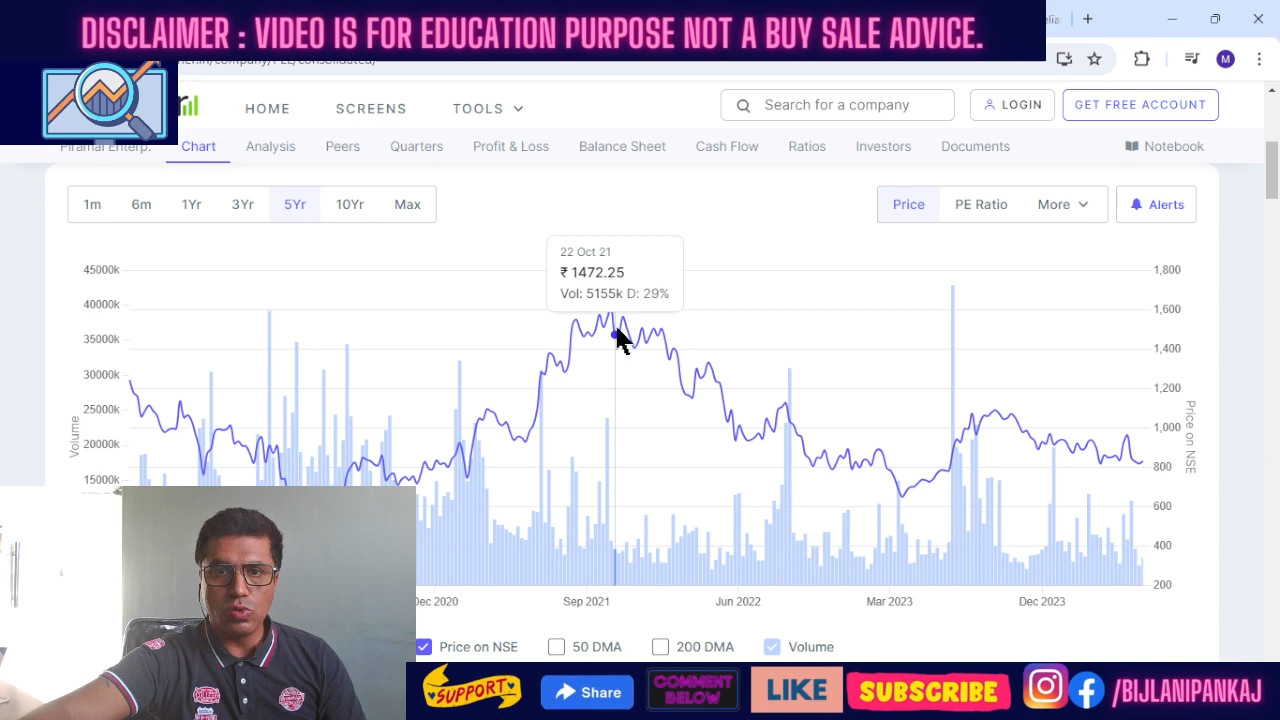 DISCLAIMER : VIDEO IS FOR EDUCATION PURPOSE NOT A BUY SALE ADVICE.
M
HOME SCREENS TOOLS Search for a company LOGIN GET FREE ACCOUNT
Piramal Enterp. Chart Analysis Peers Quarters Profit & Loss Balance Sheet Cash Flow Ratios Investors Documents Notebook
1m 6m 1Yr 3Yr 5Yr 10Yr Max Price PE Ratio More Alerts
22 Oct 21
₹ 1472.25
Vol: 5155k D: 29%
45000k
40000k
35000k
30000k
25000k
20000k
15000k
Volume
1,800
1,600
1,400
1,200
1,000
800
600
400
200
Price on NSE
Dec 2020 Sep 2021 Jun 2022 Mar 2023 Dec 2023
Price on NSE 50 DMA 200 DMA Volume
SUPPORT Share COMMENT BELOW LIKE SUBSCRIBE /BIJLANIPANKAJ